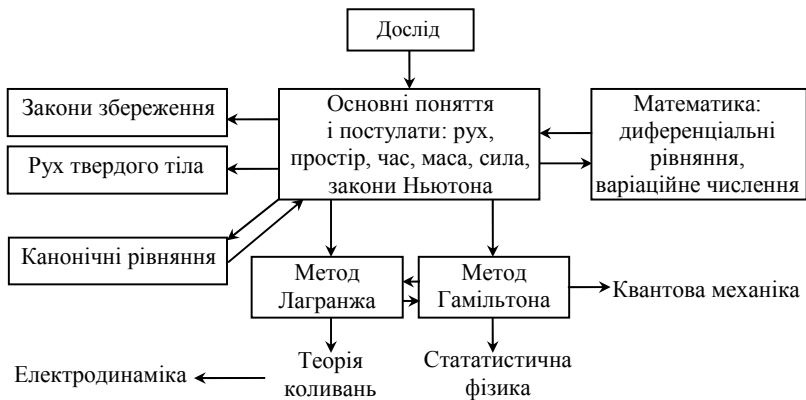 Дослід
Закони збереження
Рух твердого тіла
Канонічні рівняння
Основні поняття
і постулати: рух,
простір, час, маса, сила,
закони Ньютона
Математика:
диференціальні
рівняння,
варіаційне числення
Метод
Лагранжа
Метод
Гамільтона
Квантова механіка
Електродинаміка
Теорія
коливань
Стататистична
фізика